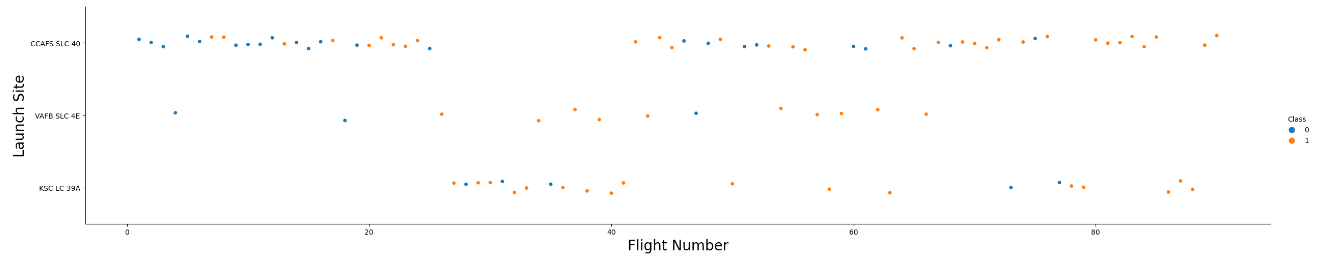 Launch Site
CCAFS SLC 40
VAFB SLC 4E
KSC LC 39A
0 20 40 60 80
Flight Number
Class
0
1